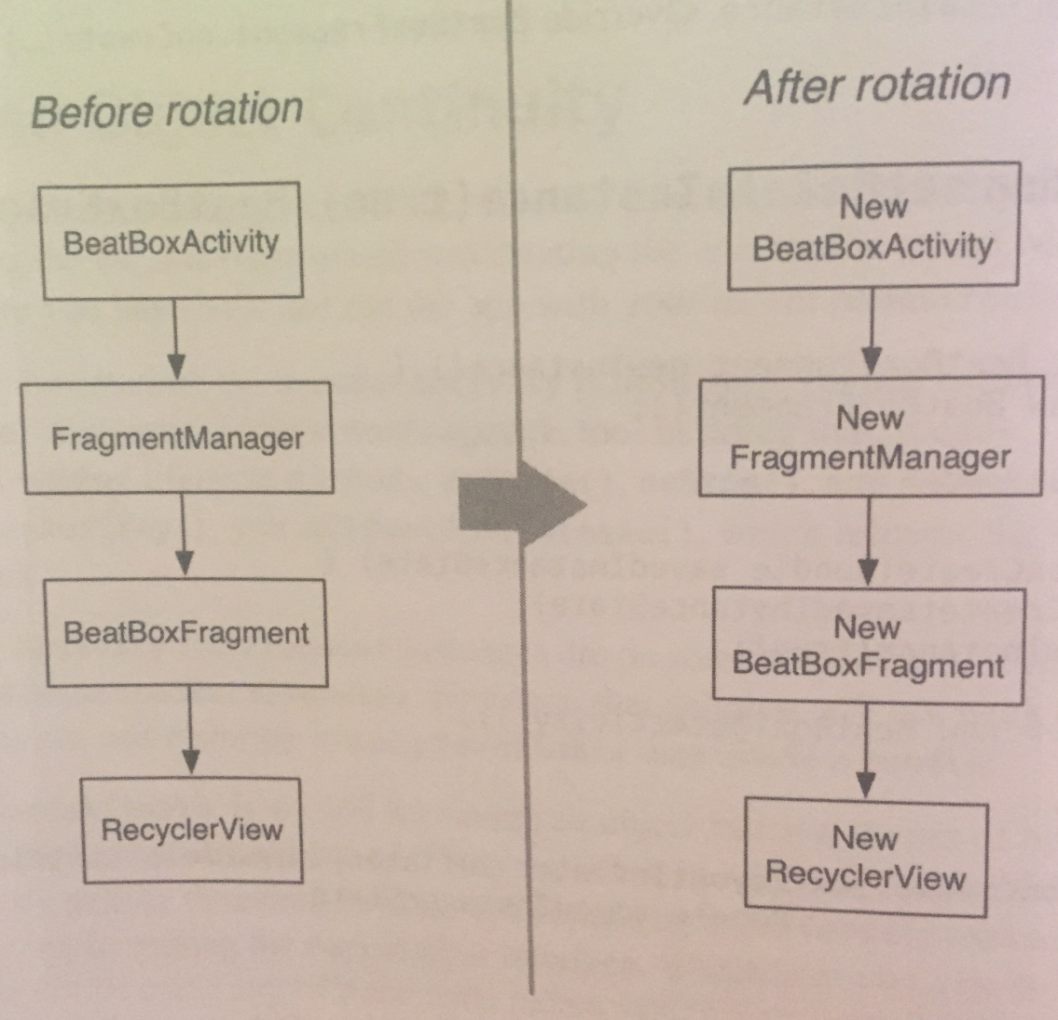 Before rotation
BeatBoxActivity
FragmentManager
BeatBoxFragment
RecyclerView
After rotation
New
BeatBoxActivity
New
FragmentManager
New
BeatBoxFragment
New
RecyclerView